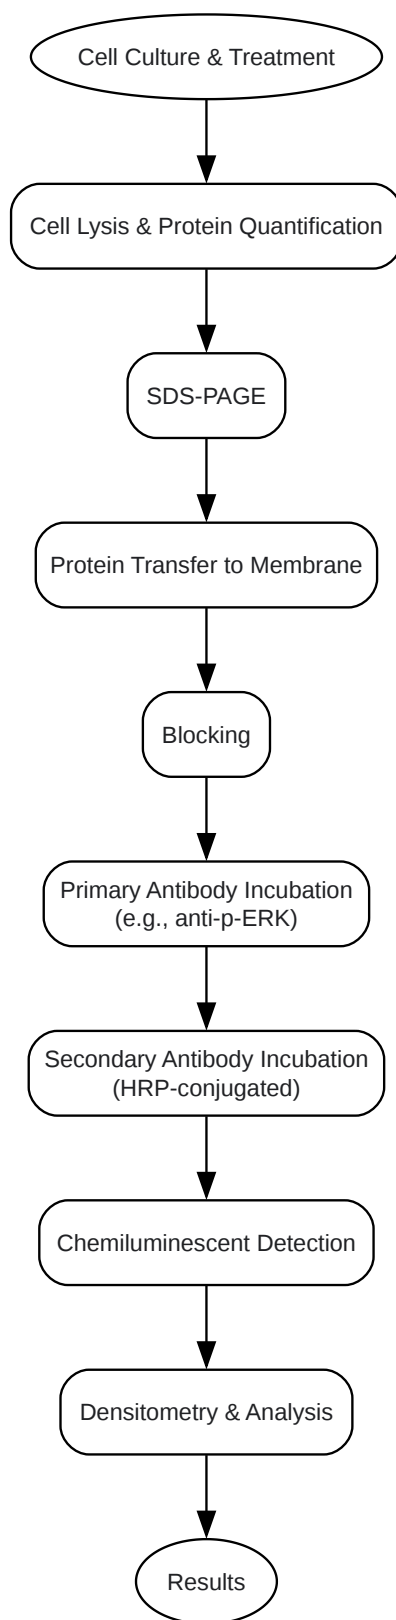 Cell Culture & Treatment
Cell Lysis & Protein Quantification
SDS-PAGE
Protein Transfer to Membrane
Blocking
Primary Antibody Incubation
(e.g., anti-p-ERK)
Secondary Antibody Incubation
(HRP-conjugated)
Chemiluminescent Detection
Densitometry & Analysis
Results